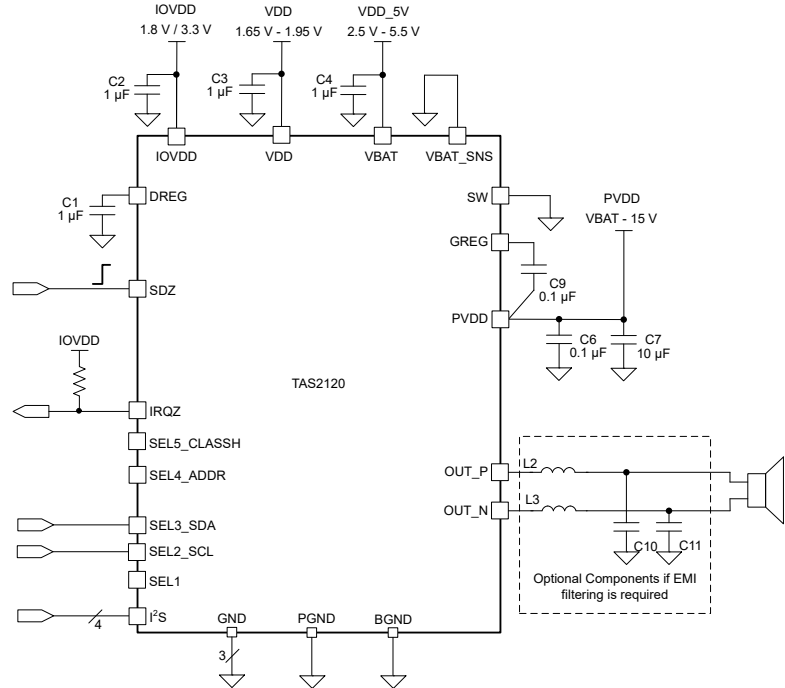 IOVDD
1.8 V / 3.3 V
VDD
1.65 V - 1.95 V
VDD_5V
2.5 V - 5.5 V
C2
1 µF
C3
1 µF
C4
1 µF
IOVDD
VDD
VBAT
VBAT_SNS
DREG
C1
1 µF
SW
PVDD
VBAT - 15 V
GREG
C9
0.1 µF
SDZ
PVDD
C6
0.1 µF
C7
10 µF
IOVDD
TAS2120
IRQZ
SEL5_CLASSH
SEL4_ADDR
OUT_P
L2
OUT_N
L3
C10
C11
Optional Components if EMI
filtering is required
SEL3_SDA
SEL2_SCL
SEL1
I²S
4
GND
PGND
BGND
3